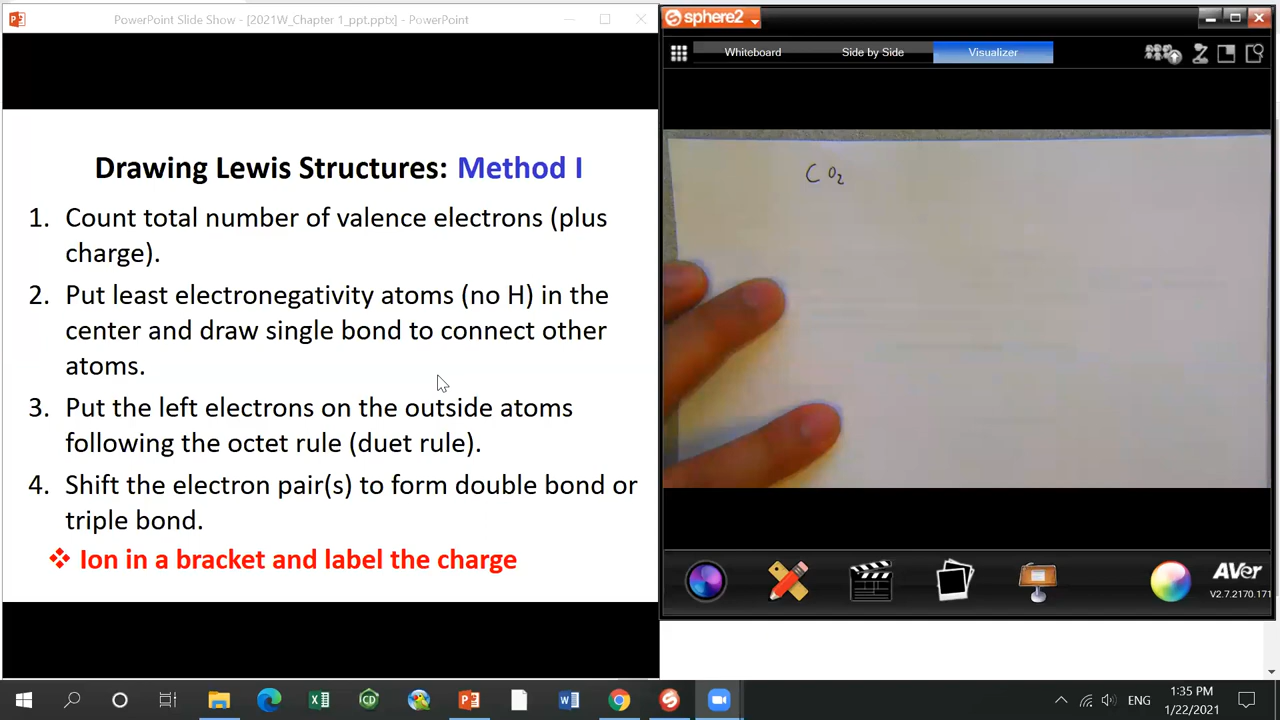 PowerPoint Slide Show - [2021W_Chapter 1_ppt.pptx] - PowerPoint
Drawing Lewis Structures: Method I
1. Count total number of valence electrons (plus
charge).
2. Put least electronegativity atoms (no H) in the
center and draw single bond to connect other
atoms.
3. Put the left electrons on the outside atoms
following the octet rule (duet rule).
4. Shift the electron pair(s) to form double bond or
triple bond.
❖ Ion in a bracket and label the charge
sphere2
Whiteboard
Side by Side
Visualizer
CO₂
AVer
V2.7.2170.171
ENG
1:35 PM
1/22/2021